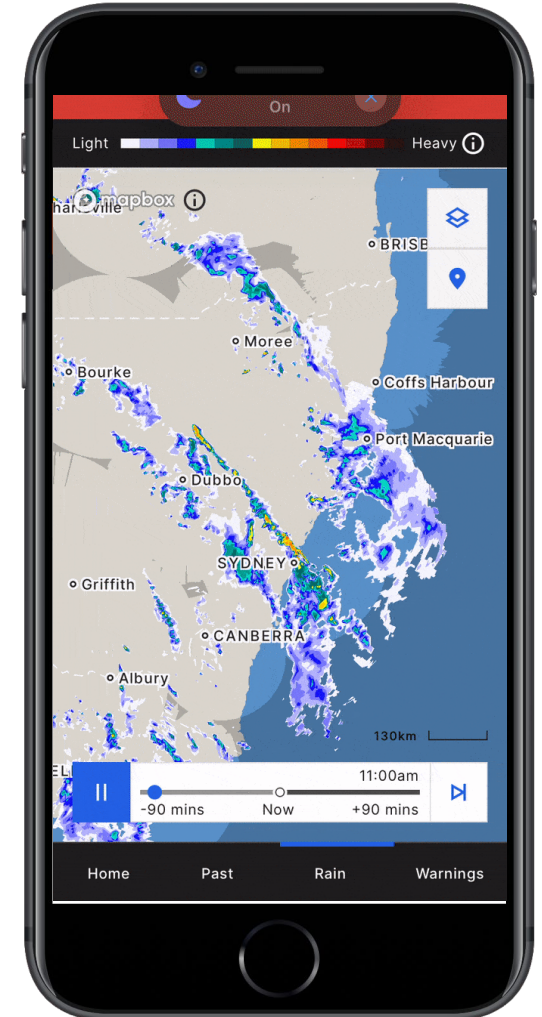 On
Light
Heavy
mapbox
BRISB
Moree
Bourke
Coffs Harbour
Port Macquarie
Dubbo
SYDNEY
Griffith
CANBERRA
Albury
130km
11:00am
-90 mins
Now
+90 mins
Home
Past
Rain
Warnings